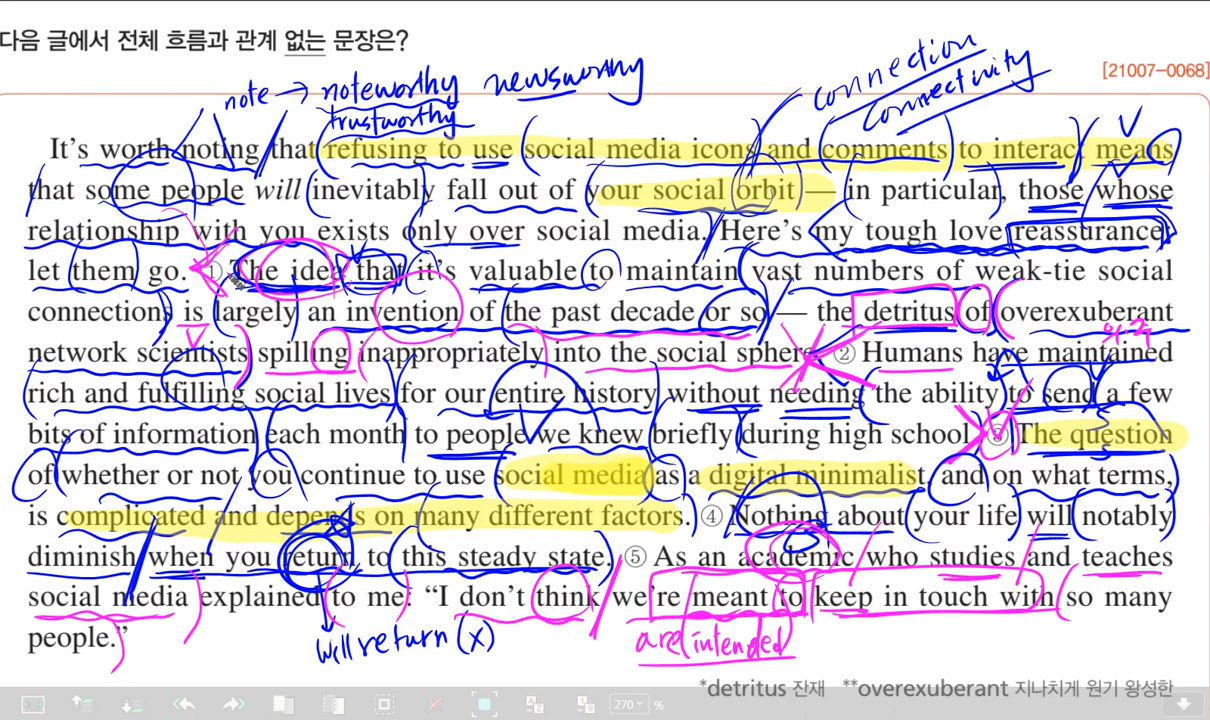 다음 글에서 전체 흐름과 관계 없는 문장은?
[21007-0068]
connection
connectivity
note → noteworthy newsworthy
trustworthy
It's worth noting that refusing to use social media icons and comments to interact means
that some people will inevitably fall out of your social orbit — in particular, those whose
relationship with you exists only over social media. Here's my tough love reassurance:
let them go. ① The idea that it's valuable to maintain vast numbers of weak-tie social
connections is largely an invention of the past decade or so — the detritus of overexuberant
network scientists spilling inappropriately into the social sphere. ② Humans have maintained
rich and fulfilling social lives for our entire history without needing the ability to send a few
bits of information each month to people we knew briefly during high school. ③ The question
of whether or not you continue to use social media as a digital minimalist, and on what terms,
is complicated and depends on many different factors. ④ Nothing about your life will notably
diminish when you return to this steady state. ⑤ As an academic who studies and teaches
social media explained to me: “I don't think we're meant to keep in touch with so many
people.”
will return (x)
are intended
*detritus 잔재 **overexuberant 지나치게 원기 왕성한
270 %